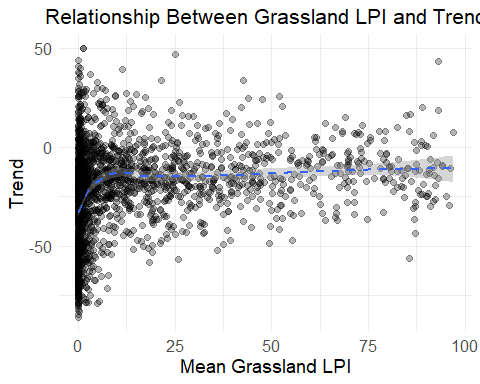 Relationship Between Grassland LPI and Trend
50
0
-50
Trend
0 25 50 75 100
Mean Grassland LPI